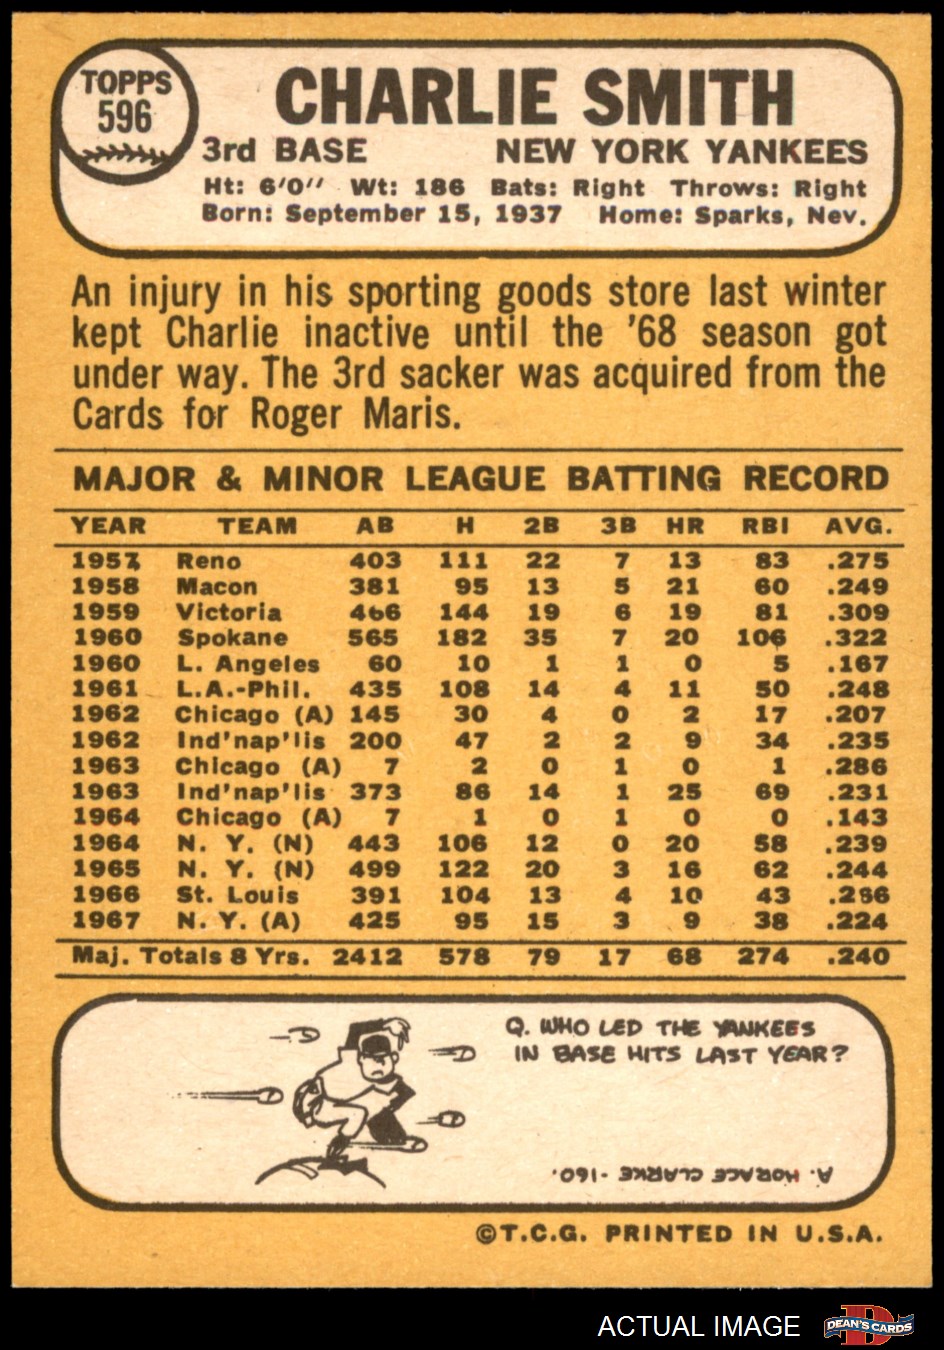 TOPPS
596
CHARLIE SMITH
3rd BASE NEW YORK YANKEES
Ht: 6'0" Wt: 186 Bats: Right Throws: Right
Born: September 15, 1937 Home: Sparks, Nev.
An injury in his sporting goods store last winter
kept Charlie inactive until the '68 season got
under way. The 3rd sacker was acquired from the
Cards for Roger Maris.
MAJOR & MINOR LEAGUE BATTING RECORD
YEAR TEAM AB H 2B 3B HR RBI AVG.
1957 Reno 403 111 22 7 13 83 .275
1958 Macon 381 95 13 5 21 60 .249
1959 Victoria 466 144 19 6 19 81 .309
1960 Spokane 565 182 35 7 20 106 .322
1960 L. Angeles 60 10 1 1 0 5 .167
1961 L.A.-Phil. 435 108 14 4 11 50 .248
1962 Chicago (A) 145 30 4 0 2 17 .207
1962 Ind'nap'lis 200 47 2 2 9 34 .235
1963 Chicago (A) 7 2 0 1 0 1 .286
1963 Ind'nap'lis 373 86 14 1 25 69 .231
1964 Chicago (A) 7 1 0 1 0 0 .143
1964 N. Y. (N) 443 106 12 0 20 58 .239
1965 N. Y. (N) 499 122 20 3 16 62 .244
1966 St. Louis 391 104 13 4 10 43 .266
1967 N. Y. (A) 425 95 15 3 9 38 .224
Maj. Totals 8 Yrs. 2412 578 79 17 68 274 .240
Q. WHO LED THE YANKEES
IN BASE HITS LAST YEAR?
A. HORACE CLARKE -160.
©T.C.G. PRINTED IN U.S.A.
ACTUAL IMAGE
D
DEAN'S CARDS